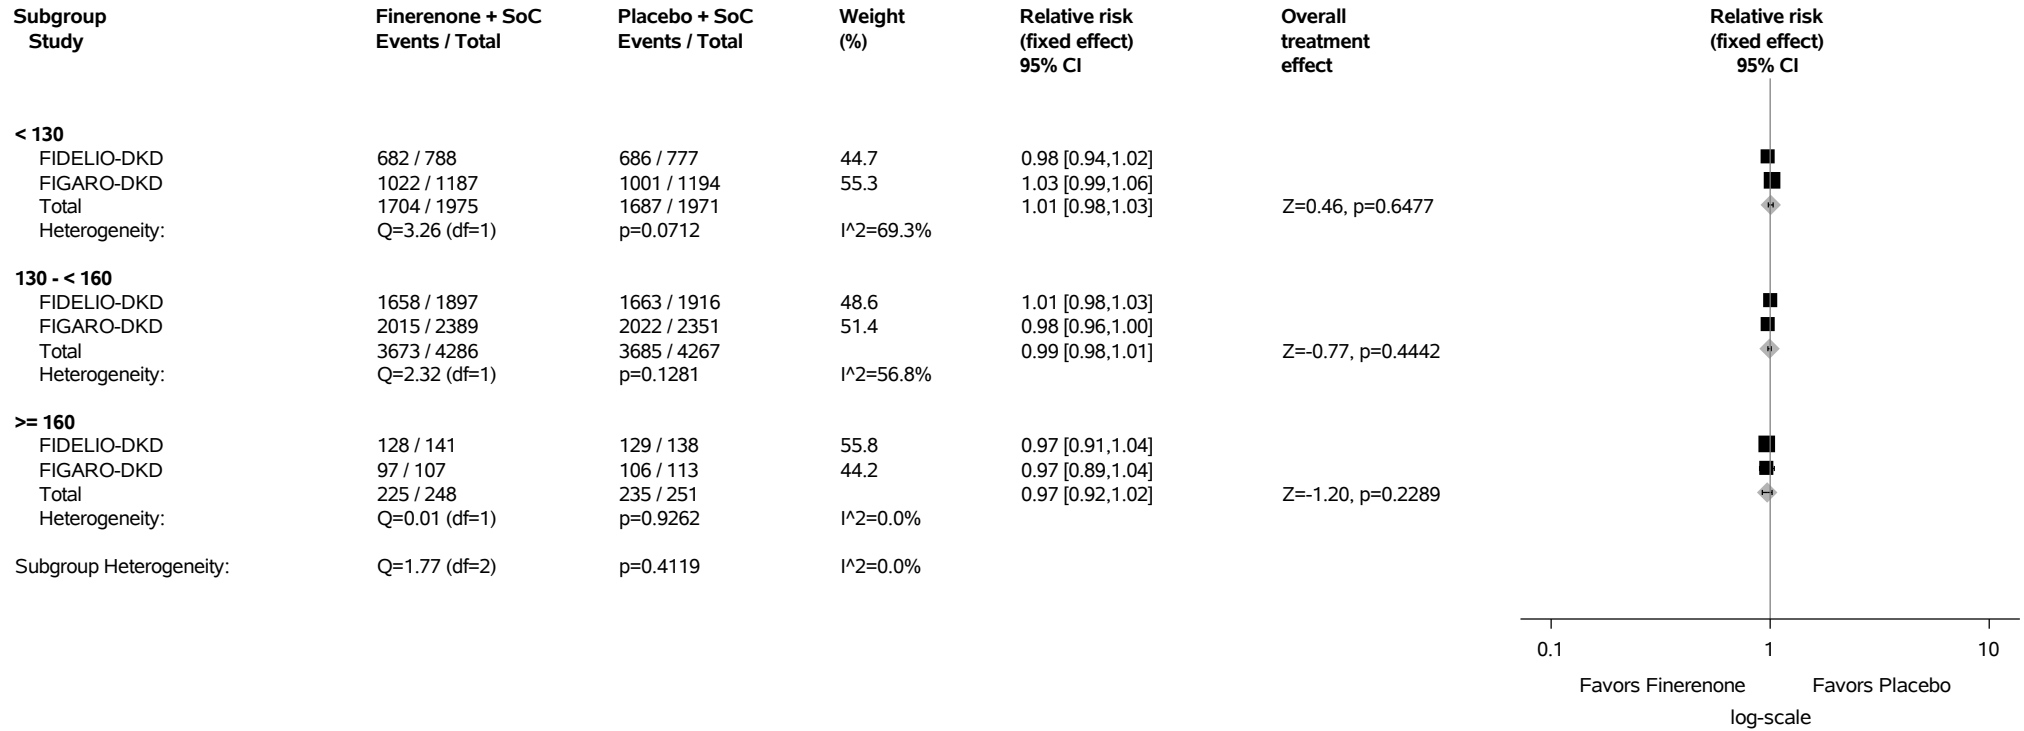 Subgroup Finerenone + SoC Placebo + SoC Weight Relative risk Overall Relative risk
Study Events / Total Events / Total (%) (fixed effect) treatment (fixed effect)
95% CI effect 95% CI
< 130
FIDELIO-DKD 682 / 788 686 / 777 44.7 0.98 [0.94,1.02]
FIGARO-DKD 1022 / 1187 1001 / 1194 55.3 1.03 [0.99,1.06]
Total 1704 / 1975 1687 / 1971 1.01 [0.98,1.03] Z=0.46, p=0.6477
Heterogeneity: Q=3.26 (df=1) p=0.0712 I^2=69.3%
130 - < 160
FIDELIO-DKD 1658 / 1897 1663 / 1916 48.6 1.01 [0.98,1.03]
FIGARO-DKD 2015 / 2389 2022 / 2351 51.4 0.98 [0.96,1.00]
Total 3673 / 4286 3685 / 4267 0.99 [0.98,1.01] Z=-0.77, p=0.4442
Heterogeneity: Q=2.32 (df=1) p=0.1281 I^2=56.8%
>= 160
FIDELIO-DKD 128 / 141 129 / 138 55.8 0.97 [0.91,1.04]
FIGARO-DKD 97 / 107 106 / 113 44.2 0.97 [0.89,1.04]
Total 225 / 248 235 / 251 0.97 [0.92,1.02] Z=-1.20, p=0.2289
Heterogeneity: Q=0.01 (df=1) p=0.9262 I^2=0.0%
Subgroup Heterogeneity: Q=1.77 (df=2) p=0.4119 I^2=0.0%
0.1 1 10
Favors Finerenone Favors Placebo
log-scale